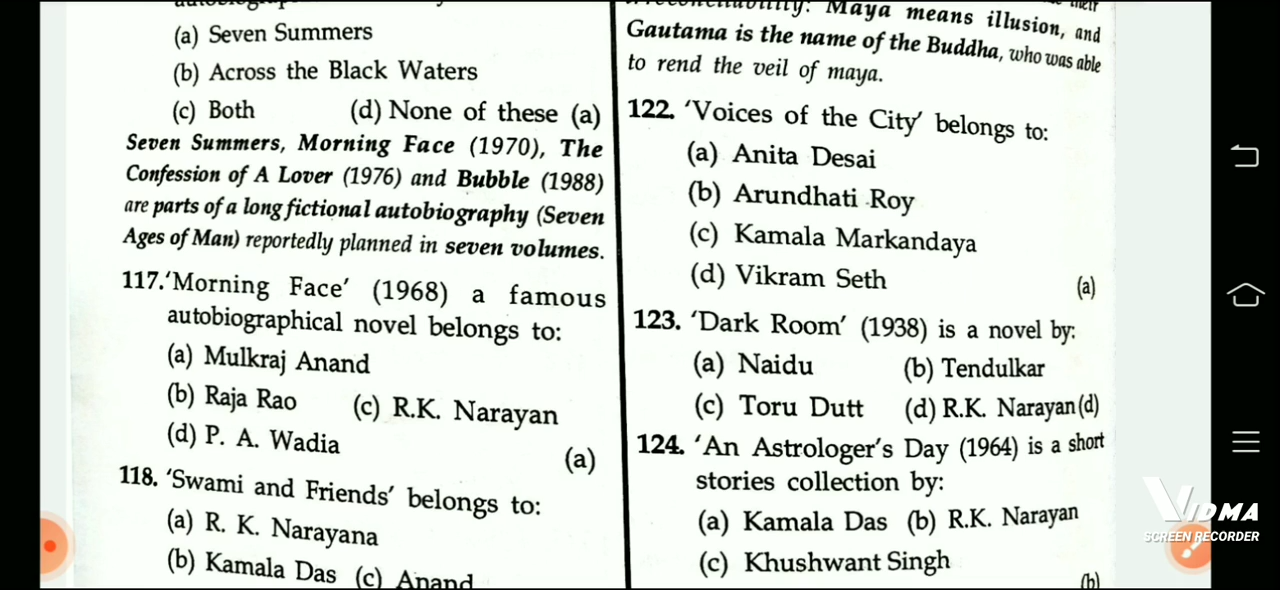 (a) Seven Summers
(b) Across the Black Waters
(c) Both (d) None of these (a)
Seven Summers, Morning Face (1970), The
Confession of A Lover (1976) and Bubble (1988)
are parts of a long fictional autobiography (Seven
Ages of Man) reportedly planned in seven volumes.
117.'Morning Face' (1968) a famous
autobiographical novel belongs to:
(a) Mulkraj Anand
(b) Raja Rao (c) R.K. Narayan
(d) P. A. Wadia (a)
118. 'Swami and Friends' belongs to:
(a) R. K. Narayana
(b) Kamala Das (c) Anand
Maya means illusion, and
Gautama is the name of the Buddha, who was able
to rend the veil of maya.
122. 'Voices of the City' belongs to:
(a) Anita Desai
(b) Arundhati Roy
(c) Kamala Markandaya
(d) Vikram Seth (a)
123. 'Dark Room' (1938) is a novel by:
(a) Naidu (b) Tendulkar
(c) Toru Dutt (d) R.K. Narayan (d)
124. 'An Astrologer's Day (1964) is a short
stories collection by:
(a) Kamala Das (b) R.K. Narayan
(c) Khushwant Singh
(b)
VIDMA
SCREEN RECORDER